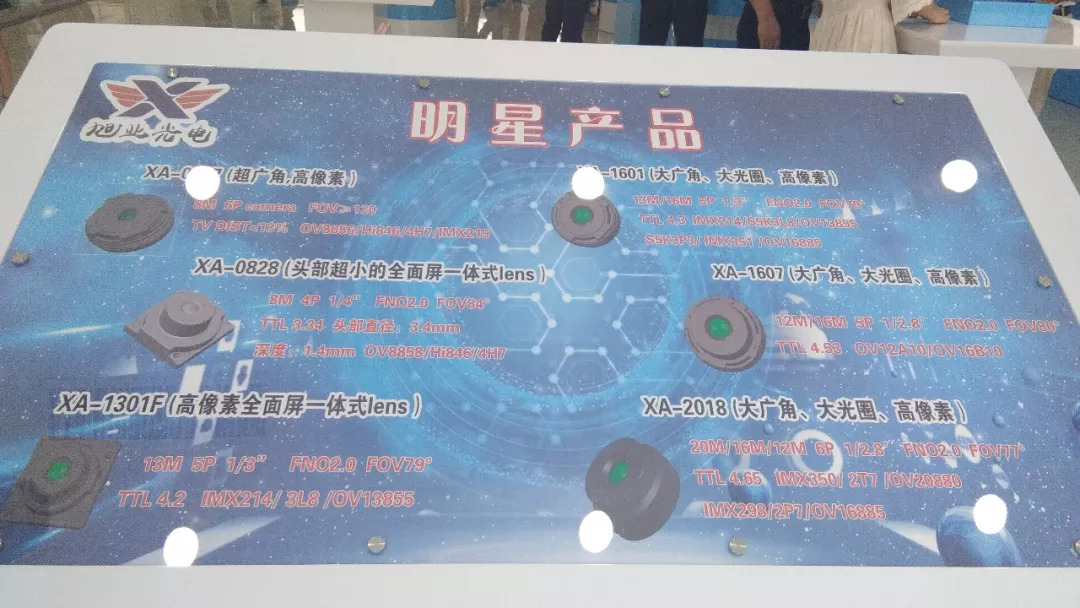 旭业光电
明星产品
(超广角,高像素)
8M 5P camera FOV≥120
TV DIST<13% OV8856/Hi846/4H7/IMX219
XA-0828(头部超小的全面屏一体式lens)
8M 4P 1/4" FNO2.0 FOV84°
TTL 3.34 头部直径：3.4mm
深度：1.4mm OV8858/Hi846/4H7
XA-1301F(高像素全面屏一体式lens)
13M 5P 1/3" FNO2.0 FOV79°
TTL 4.2 IMX214/ 3L8 /OV13855
-1601(大广角、大光圈、高像素)
13M/16M 5P 1/3" FNO2.0 FOV79°
TTL 4.3 IMX214/S5K3L8/OV13855
S5K3P3/ IMX351 /OV16885
XA-1607(大广角、大光圈、高像素)
12M/16M 5P 1/2.8" FNO2.0 FOV80°
TTL 4.53 OV12A10/OV16B10
XA-2018(大广角、大光圈、高像素)
20M/16M/12M 6P 1/2.8" FNO2.0 FOV77°
TTL 4.65 IMX350/ 2T7 /OV20880
IMX298/2P7/OV16885